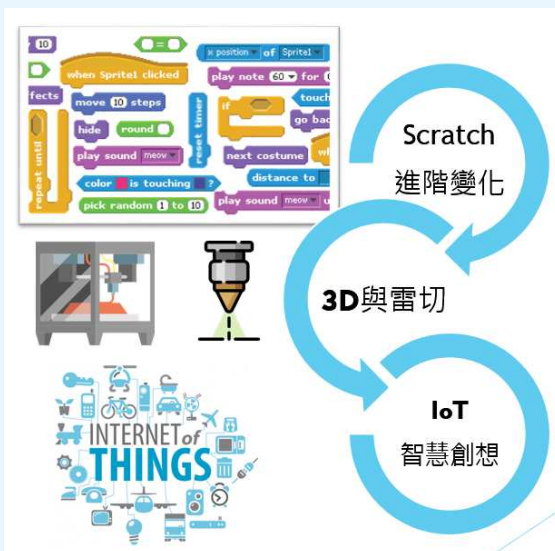 10
=
x position of Sprite1
when Sprite1 clicked
play note 60 for
fects
move 10 steps
if
touch
hide
round
go bac
repeat until
reset timer
play sound meow
next costume
color is touching ?
distance to
pick random 1 to 10
play sound meow u
Scratch
進階變化
3D與雷切
INTERNET of
THINGS
IoT
智慧創想